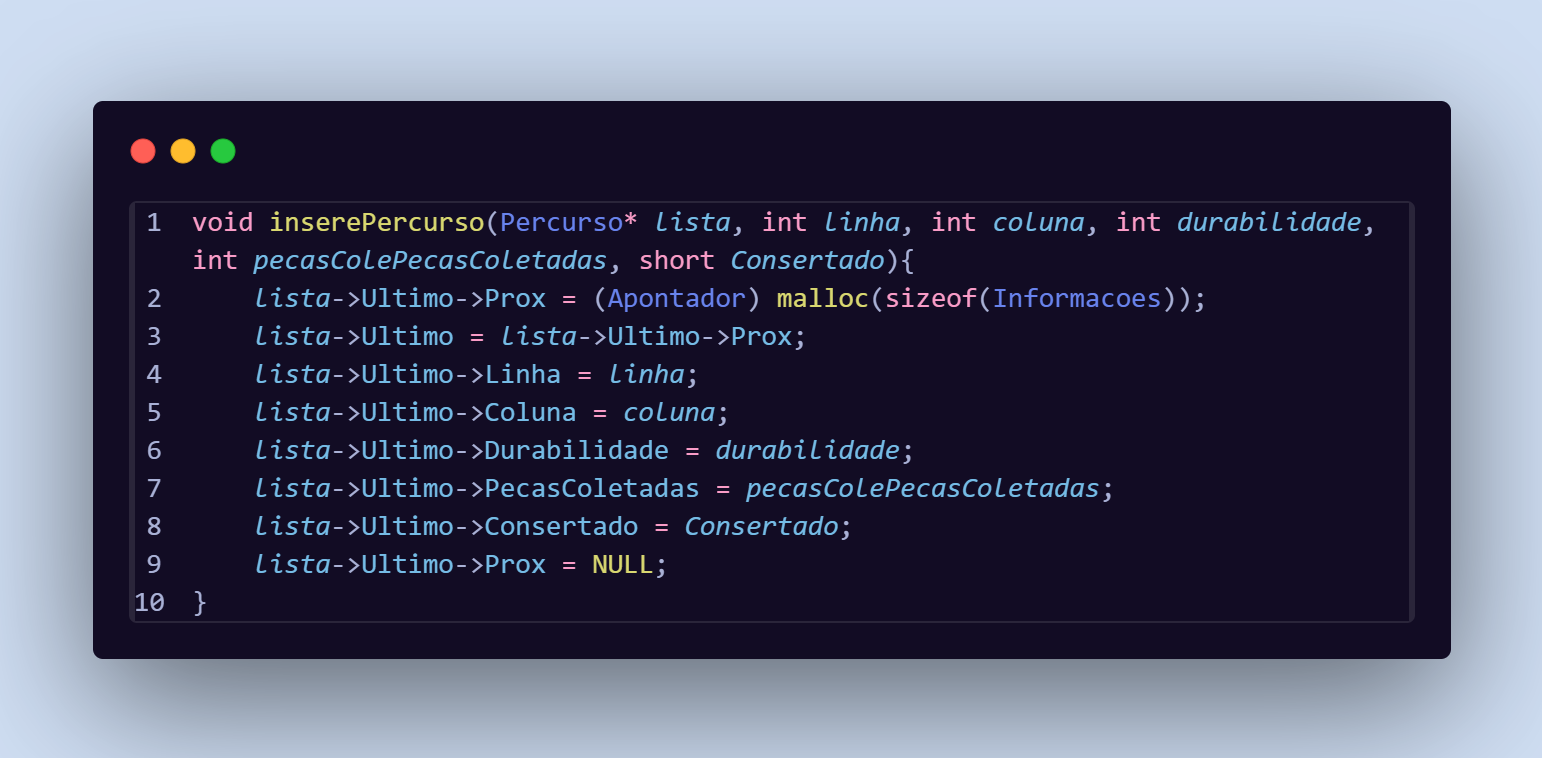 1 void inserePercurso(Percurso* lista, int linha, int coluna, int durabilidade,
int pecasColePecasColetadas, short Consertado){
2     lista->Ultimo->Prox = (Apontador) malloc(sizeof(Informacoes));
3     lista->Ultimo = lista->Ultimo->Prox;
4     lista->Ultimo->Linha = linha;
5     lista->Ultimo->Coluna = coluna;
6     lista->Ultimo->Durabilidade = durabilidade;
7     lista->Ultimo->PecasColetadas = pecasColePecasColetadas;
8     lista->Ultimo->Consertado = Consertado;
9     lista->Ultimo->Prox = NULL;
10 }